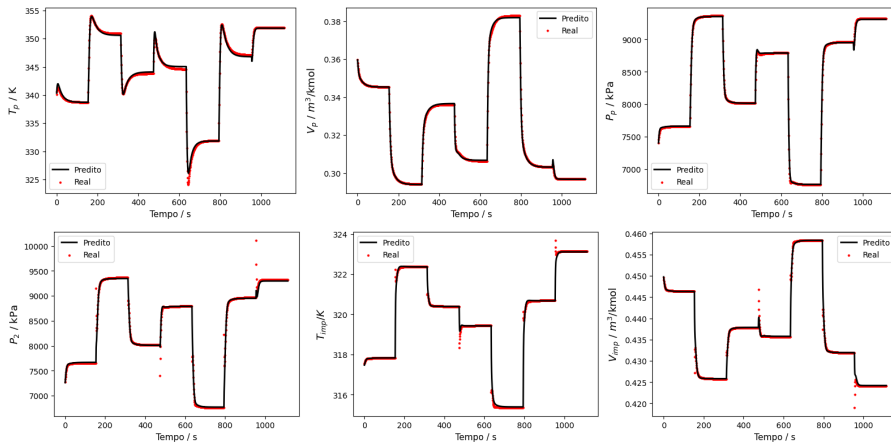 355
350
345
340
335
330
325
T_p / K
Predito
Real
0 200 400 600 800 1000
Tempo / s
0.38
0.36
0.34
0.32
0.30
V_p / m^3/kmol
Predito
Real
0 200 400 600 800 1000
Tempo / s
9000
8500
8000
7500
7000
P_p / kPa
Predito
Real
0 200 400 600 800 1000
Tempo / s
10000
9500
9000
8500
8000
7500
7000
P_2 / kPa
Predito
Real
0 200 400 600 800 1000
Tempo / s
324
322
320
318
316
T_imp/K
Predito
Real
0 200 400 600 800 1000
Tempo / s
0.460
0.455
0.450
0.445
0.440
0.435
0.430
0.425
0.420
V_imp / m^3/kmol
Predito
Real
0 200 400 600 800 1000
Tempo / s